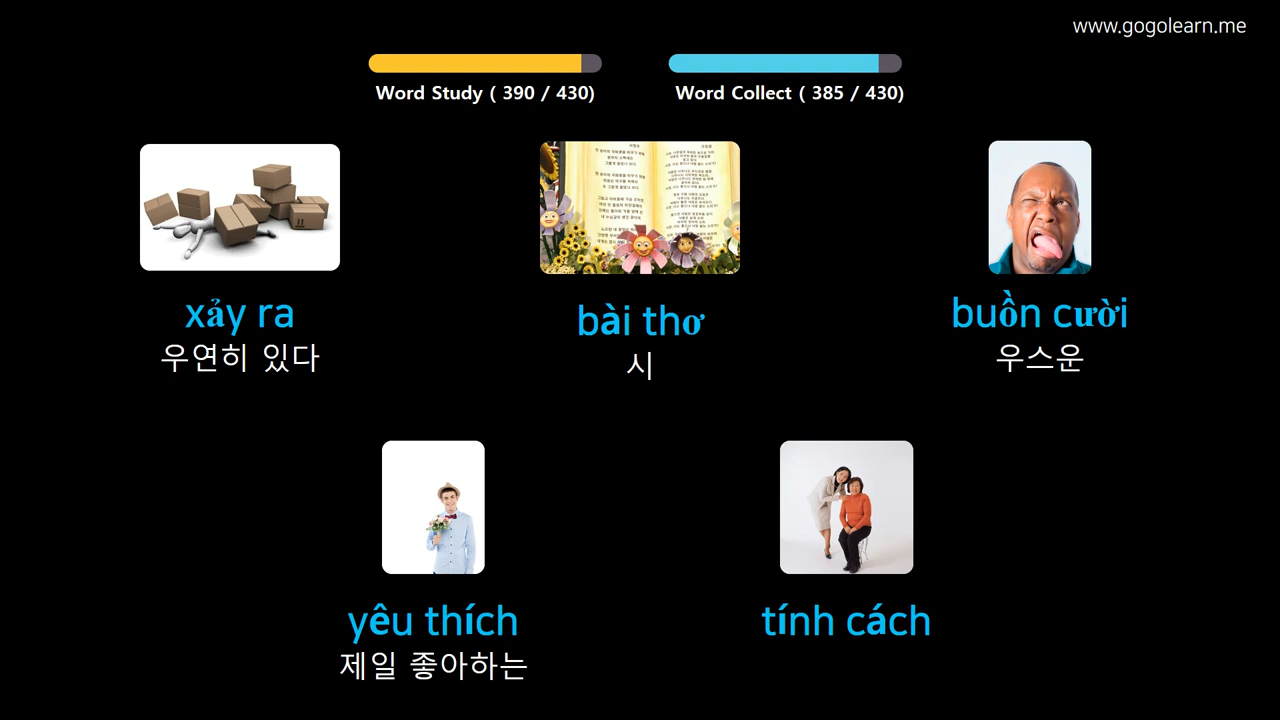 www.gogolearn.me
Word Study ( 390 / 430)
Word Collect ( 385 / 430)
xảy ra
우연히 있다
bài thơ
시
buồn cười
우스운
yêu thích
제일 좋아하는
tính cách